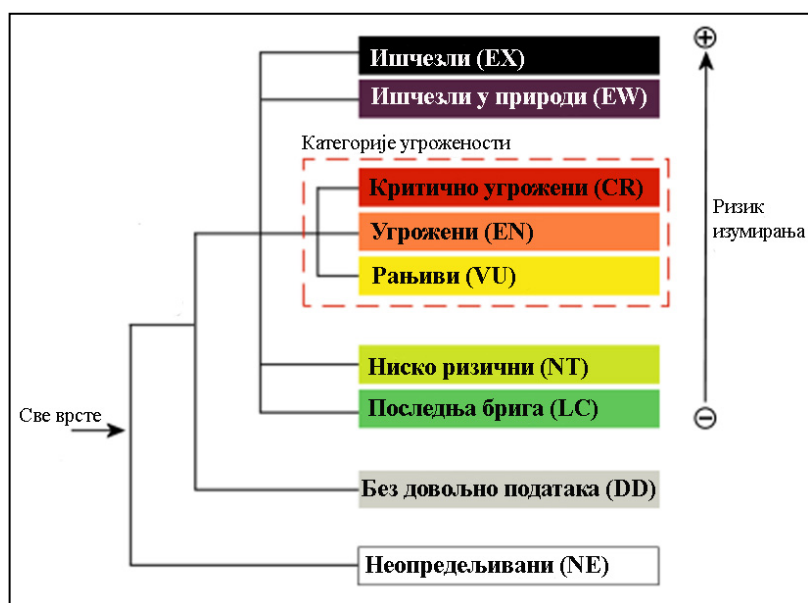 Ишчезли (EX)
Ишчезли у природи (EW)
Категорије угрожености
Критично угрожени (CR)
Угрожени (EN)
Рањиви (VU)
Ризик
изумирања
Ниско ризични (NT)
Последња брига (LC)
Све врсте
Без довољно података (DD)
Неопредељивани (NE)